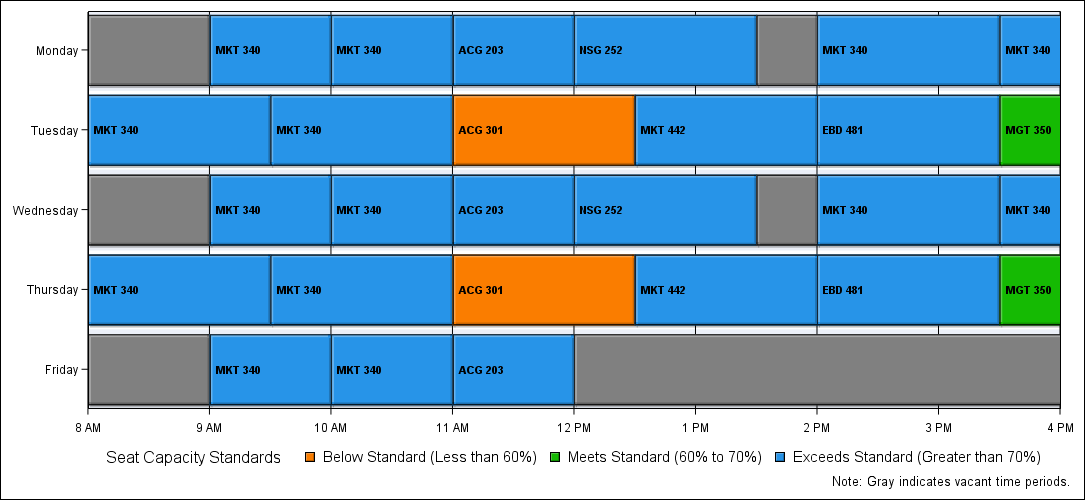 Monday MKT 340 MKT 340 ACG 203 NSG 252 MKT 340 MKT 340
Tuesday MKT 340 MKT 340 ACG 301 MKT 442 EBD 481 MGT 350
Wednesday MKT 340 MKT 340 ACG 203 NSG 252 MKT 340 MKT 340
Thursday MKT 340 MKT 340 ACG 301 MKT 442 EBD 481 MGT 350
Friday MKT 340 MKT 340 ACG 203
8 AM 9 AM 10 AM 11 AM 12 PM 1 PM 2 PM 3 PM 4 PM
Seat Capacity Standards Below Standard (Less than 60%) Meets Standard (60% to 70%) Exceeds Standard (Greater than 70%)
Note: Gray indicates vacant time periods.